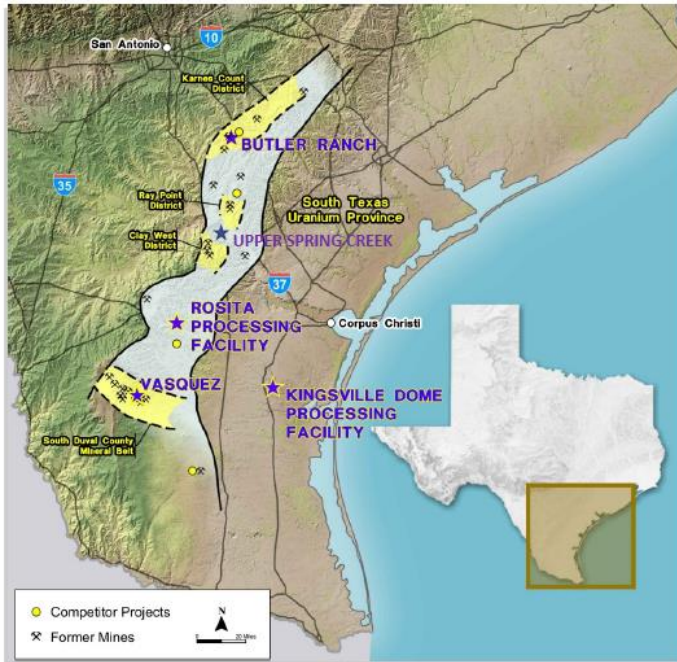 San Antonio
10
Karnes Count
District
BUTLER RANCH
35
Ray Point
District
South Texas
Uranium Province
Clay West
District
UPPER SPRING CREEK
37
ROSITA
PROCESSING
FACILITY
Corpus Christi
VASQUEZ
KINGSVILLE DOME
PROCESSING
FACILITY
South Duval County
Mineral Belt
Competitor Projects
Former Mines
N
0 20 Miles